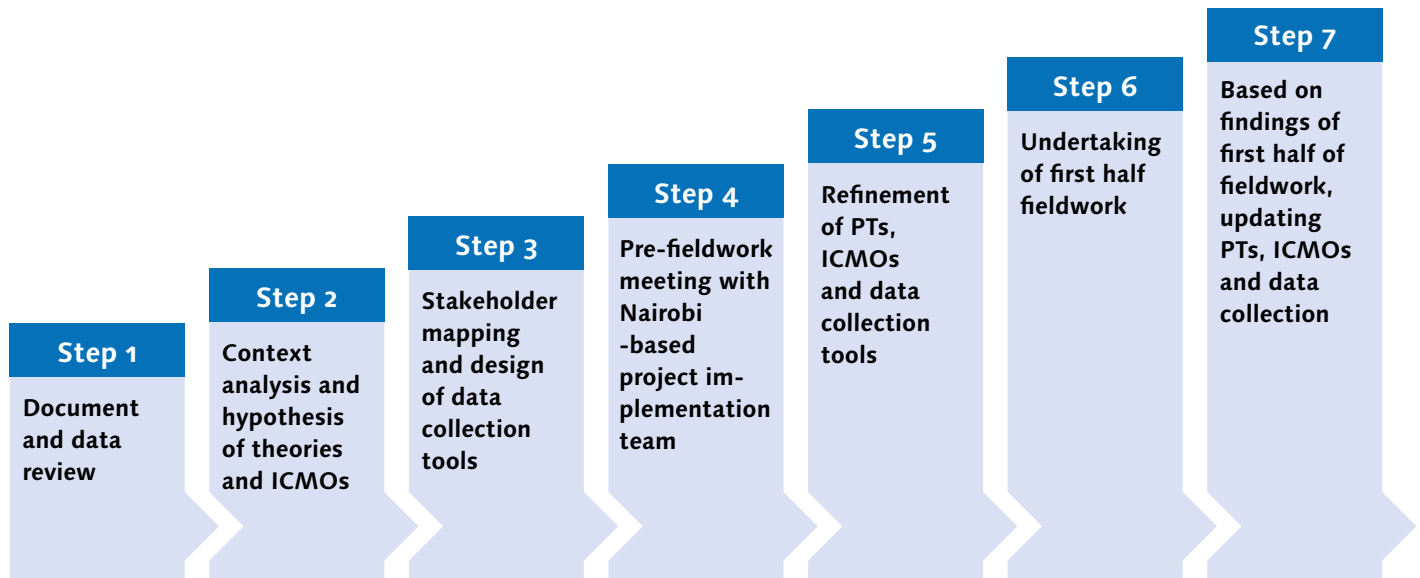 Step 1
Document
and data
review
Step 2
Context
analysis and
hypothesis
of theories
and ICMOs
Step 3
Stakeholder
mapping
and design
of data
collection
tools
Step 4
Pre-fieldwork
meeting with
Nairobi
-based
project im-
plementation
team
Step 5
Refinement
of PTs,
ICMOs
and data
collection
tools
Step 6
Undertaking
of first half
fieldwork
Step 7
Based on
findings of
first half of
fieldwork,
updating
PTs, ICMOs
and data
collection